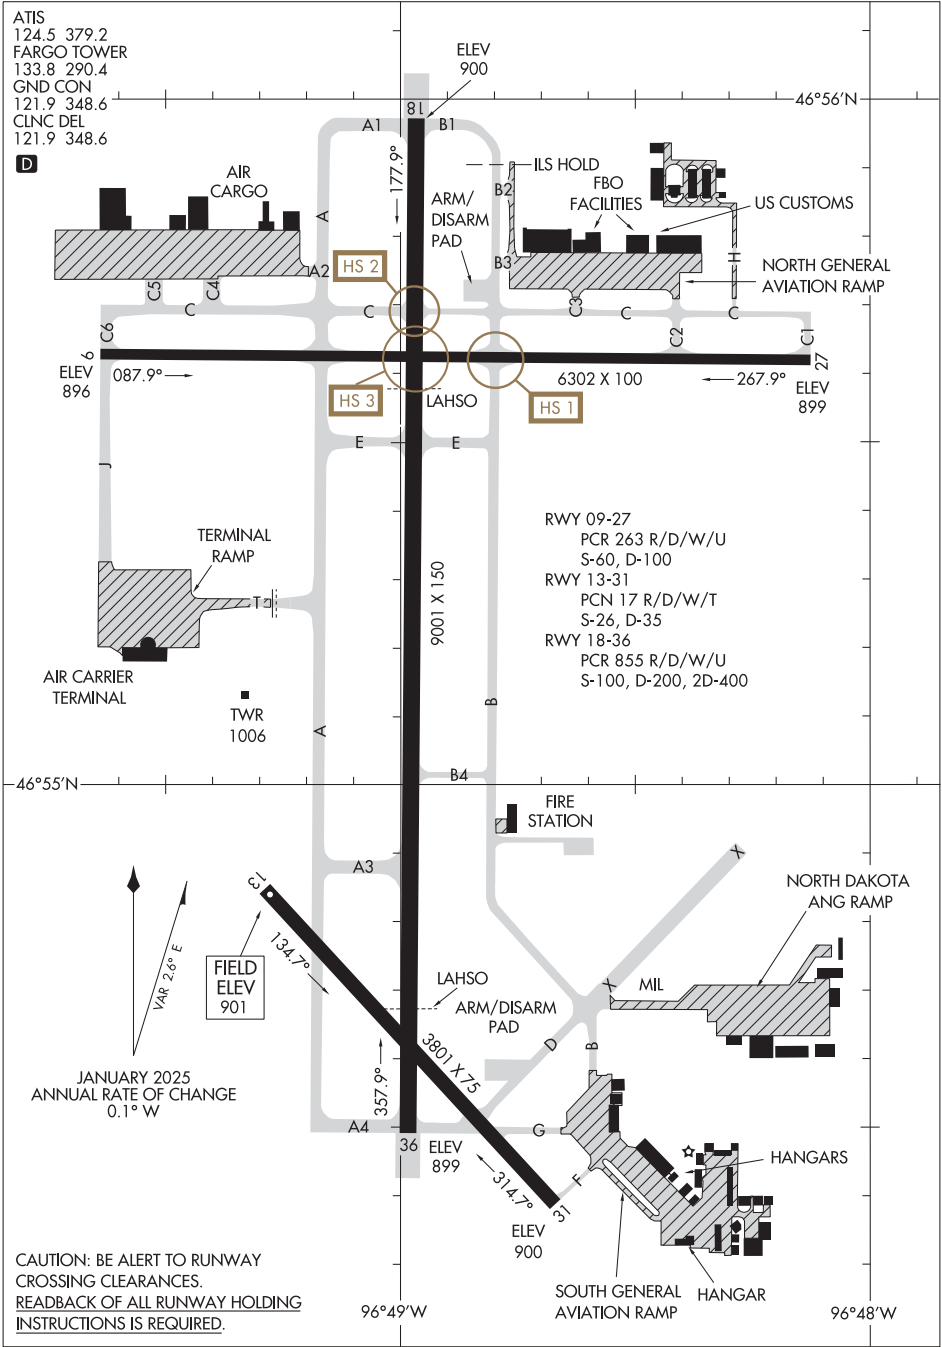 ATIS
124.5 379.2
FARGO TOWER
133.8 290.4
GND CON
121.9 348.6
CLNC DEL
121.9 348.6
D
ELEV
900
46°56'N
18
A1
B1
177.9°
ILS HOLD
AIR
CARGO
ARM/
DISARM
PAD
B2
FBO
FACILITIES
US CUSTOMS
A
HS 2
B3
H
NORTH GENERAL
AVIATION RAMP
A2
C5
C4
C
C
C3
C
C2
C
C1
C6
9
ELEV
896
087.9°
27
6302 X 100
267.9°
ELEV
899
HS 3
LAHSO
HS 1
E
E
J
RWY 09-27
PCR 263 R/D/W/U
S-60, D-100
RWY 13-31
PCN 17 R/D/W/T
S-26, D-35
RWY 18-36
PCR 855 R/D/W/U
S-100, D-200, 2D-400
TERMINAL
RAMP
9001 X 150
T
AIR CARRIER
TERMINAL
TWR
1006
A
B
B4
46°55'N
FIRE
STATION
A3
X
13
NORTH DAKOTA
ANG RAMP
134.7°
VAR 2.6° E
FIELD
ELEV
901
LAHSO
ARM/DISARM
PAD
X
MIL
3801 X 75
D
B
JANUARY 2025
ANNUAL RATE OF CHANGE
0.1° W
357.9°
A4
36
ELEV
899
G
314.7°
F
31
HANGARS
ELEV
900
CAUTION: BE ALERT TO RUNWAY
CROSSING CLEARANCES.
READBACK OF ALL RUNWAY HOLDING
INSTRUCTIONS IS REQUIRED.
SOUTH GENERAL
AVIATION RAMP
HANGAR
96°49'W
96°48'W